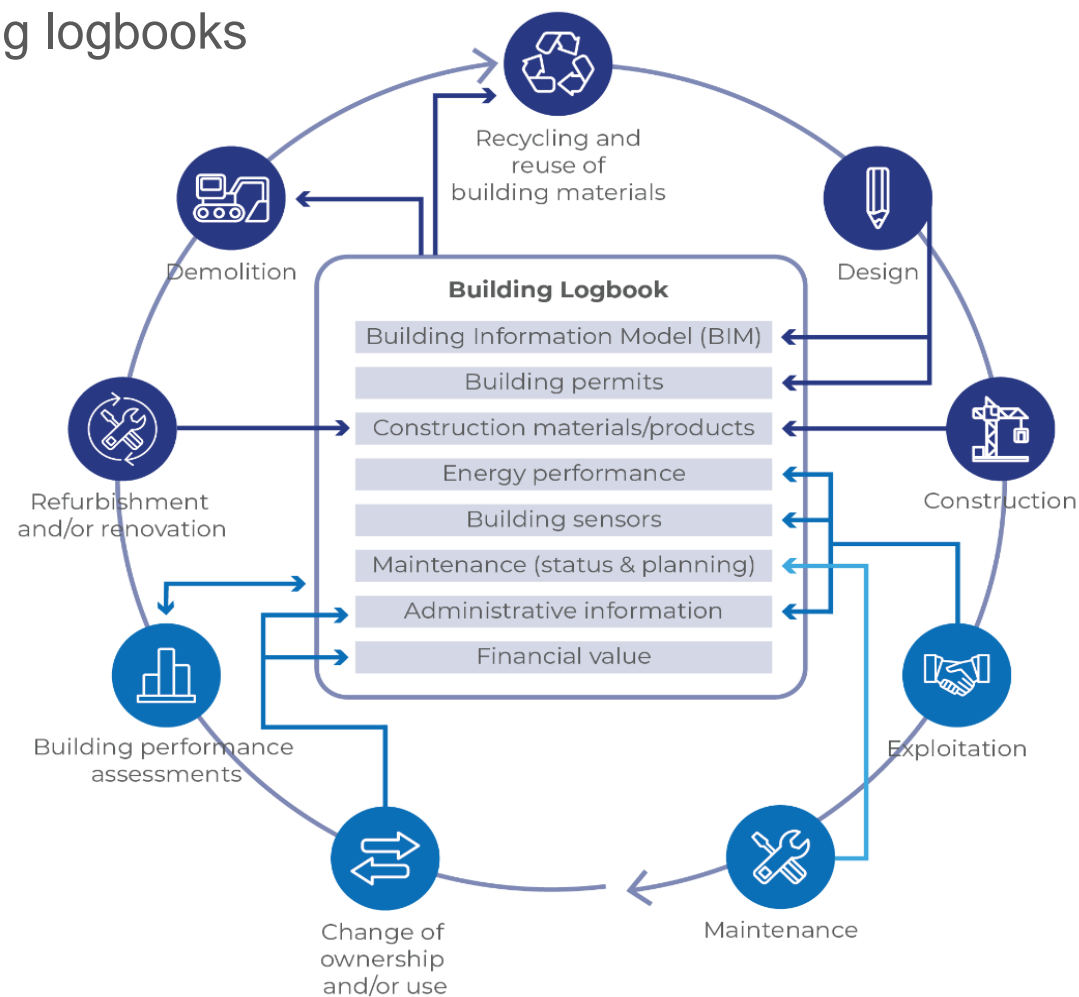 g logbooks
Recycling and
reuse of
building materials
Demolition
Design
Building Logbook
Building Information Model (BIM)
Building permits
Construction materials/products
Energy performance
Building sensors
Maintenance (status & planning)
Administrative information
Financial value
Refurbishment
and/or renovation
Construction
Building performance
assessments
Exploitation
Change of
ownership
and/or use
Maintenance